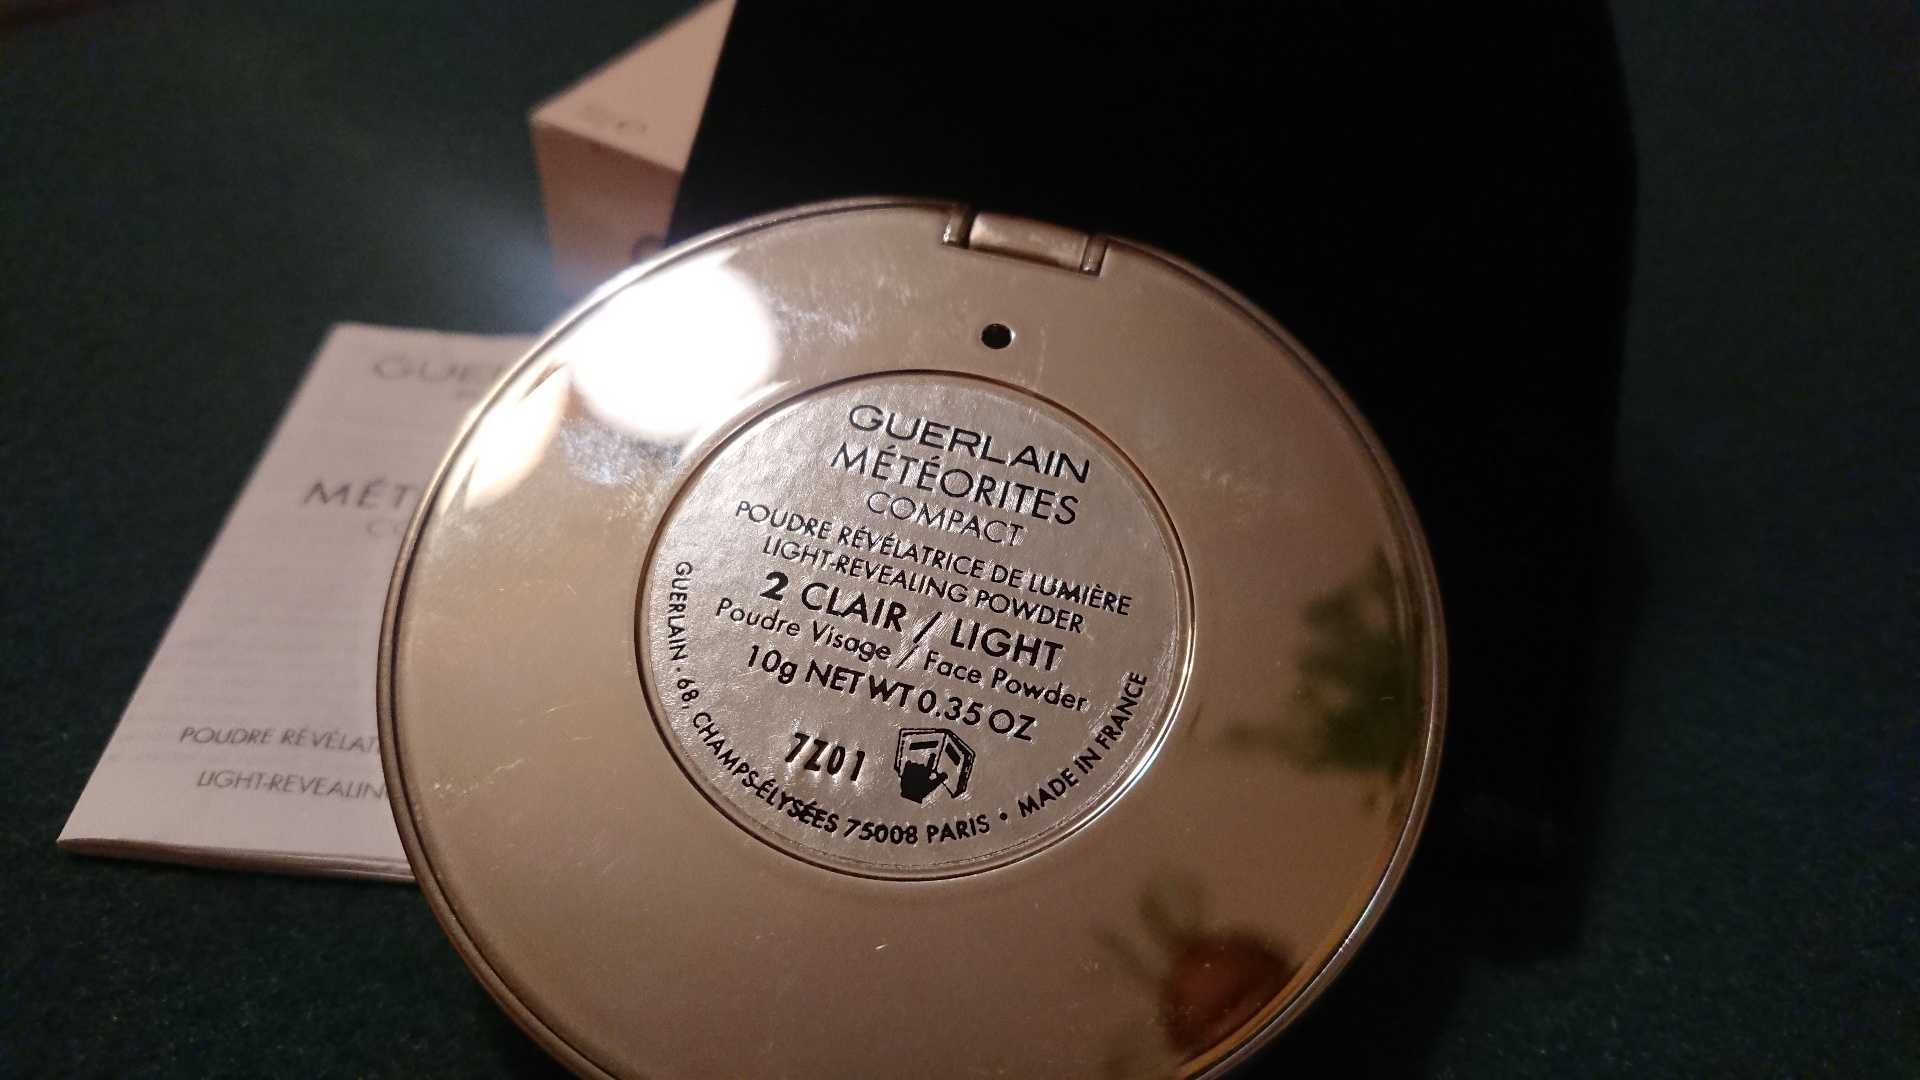 GUERLAIN
MÉTÉORITES
COMPACT
POUDRE RÉVÉLATRICE DE LUMIÈRE
LIGHT-REVEALING POWDER
2 CLAIR / LIGHT
Poudre Visage / Face Powder
10g NET WT 0.35 OZ
7Z01
GUERLAIN · 68, CHAMPS-ÉLYSÉES 75008 PARIS • MADE IN FRANCE
GUE
MÉT
CO
POUDRE RÉVÉLAT
LIGHT-REVEALIN